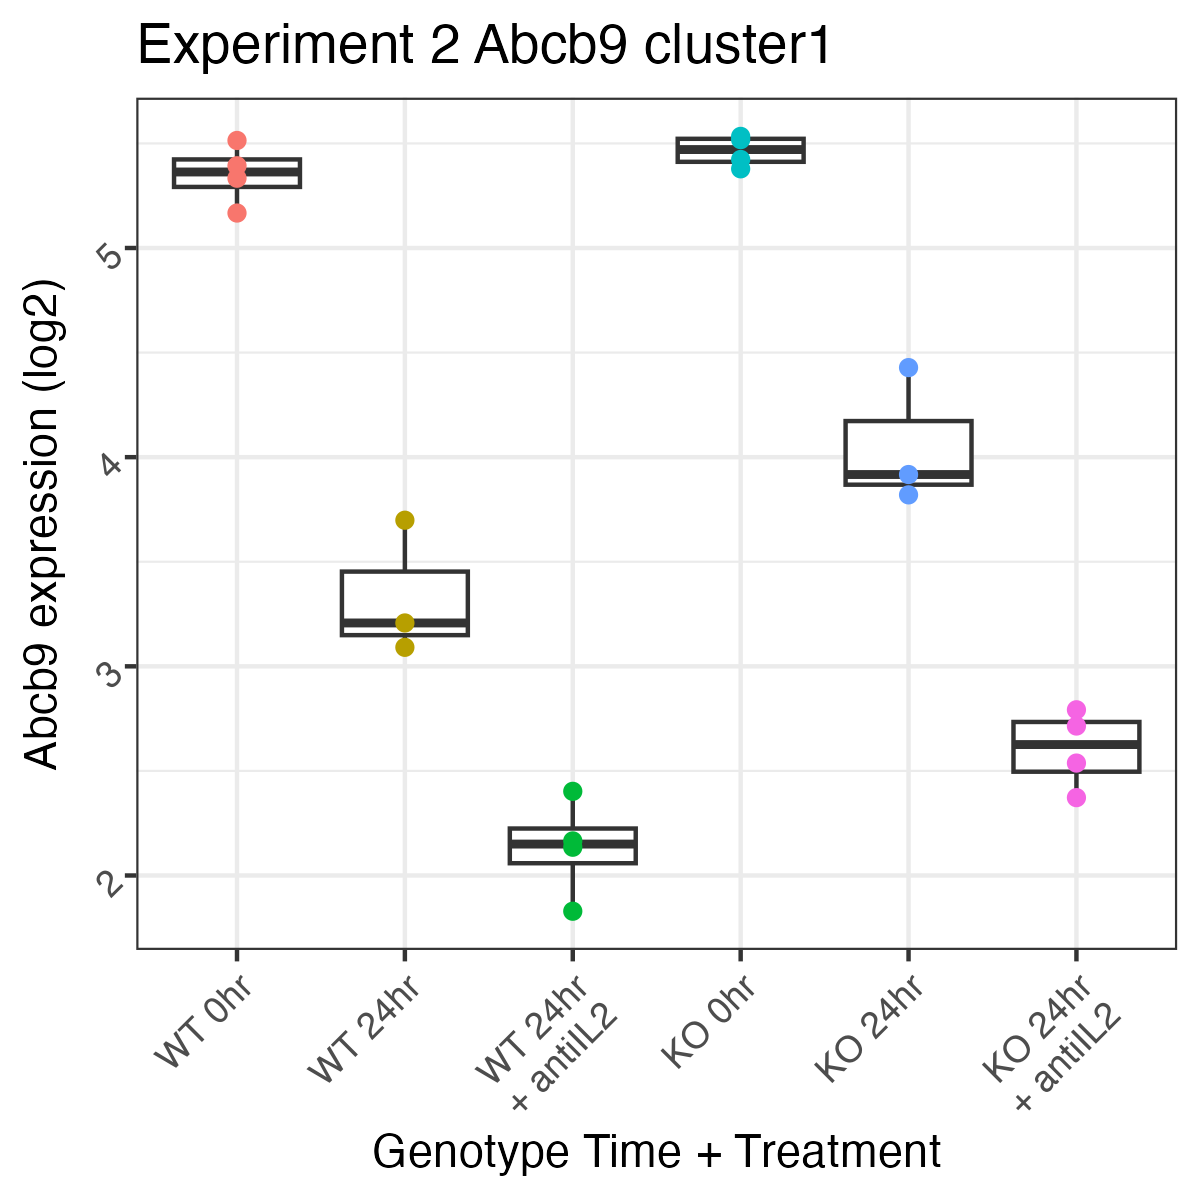 Experiment 2 Abcb9 cluster1
Abcb9 expression (log2)
5
4
3
2
WT 0hr
WT 24hr
WT 24hr
+ antiIL2
KO 0hr
KO 24hr
KO 24hr
+ antiIL2
Genotype Time + Treatment